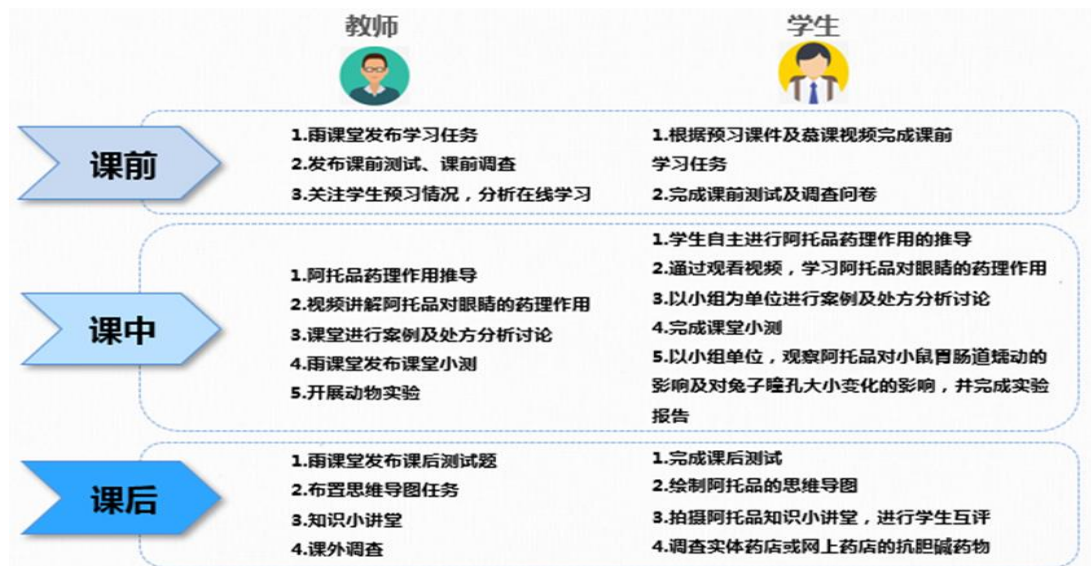 教师
学生
课前
1.雨课堂发布学习任务
2.发布课前测试、课前调查
3.关注学生预习情况，分析在线学习
1.根据预习课件及慕课视频完成课前
学习任务
2.完成课前测试及调查问卷
课中
1.阿托品药理作用推导
2.视频讲解阿托品对眼睛的药理作用
3.课堂进行案例及处方分析讨论
4.雨课堂发布课堂小测
5.开展动物实验
1.学生自主进行阿托品药理作用的推导
2.通过观看视频，学习阿托品对眼睛的药理作用
3.以小组为单位进行案例及处方分析讨论
4.完成课堂小测
5.以小组单位，观察阿托品对小鼠胃肠道蠕动的
影响及对兔子瞳孔大小变化的影响，并完成实验
报告
课后
1.雨课堂发布课后测试题
2.布置思维导图任务
3.知识小讲堂
4.课外调查
1.完成课后测试
2.绘制阿托品的思维导图
3.拍摄阿托品知识小讲堂，进行学生互评
4.调查实体药店或网上药店的抗胆碱药物